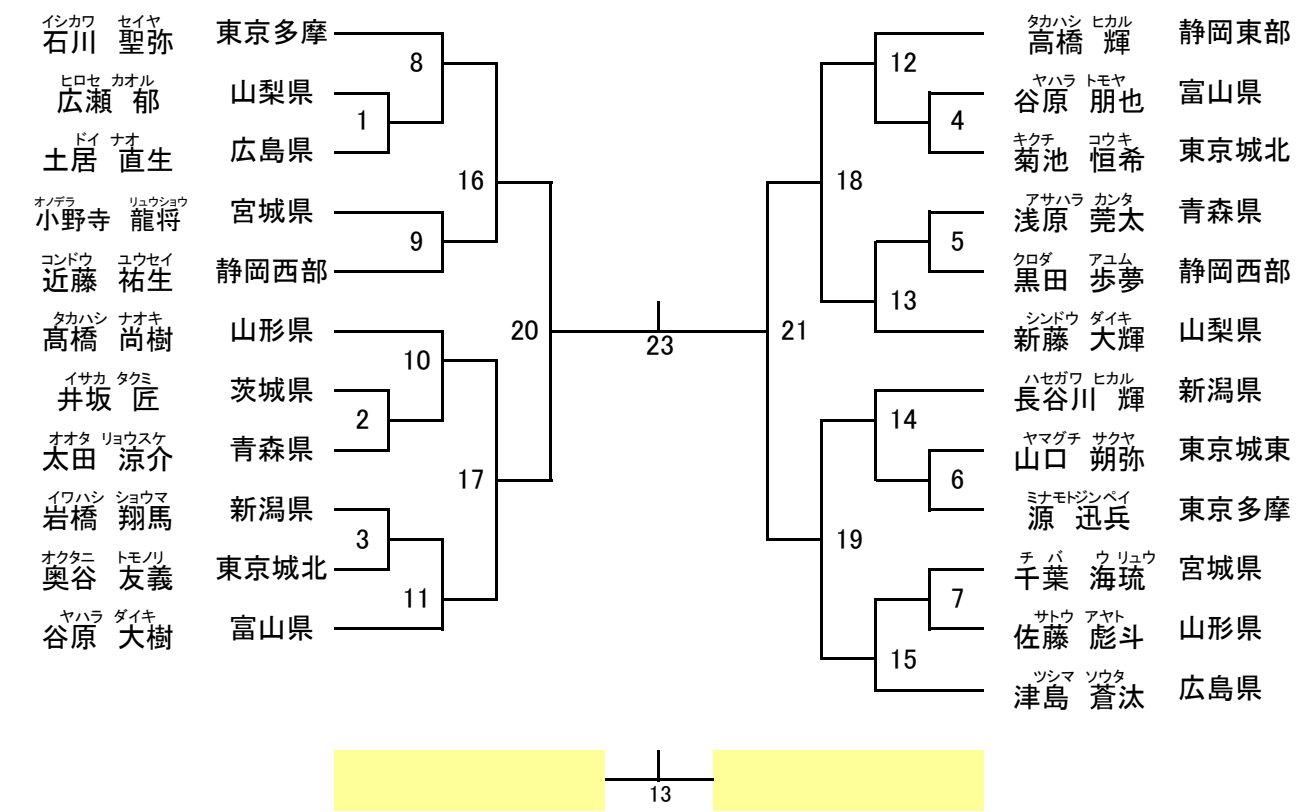 イシカワ セイヤ
石川 聖弥 東京多摩
ヒロセ カオル
広瀬 郁 山梨県
ドイ ナオ
土居 直生 広島県
オノデラ リュウショウ
小野寺 龍将 宮城県
コンドウ ユウセイ
近藤 祐生 静岡西部
タカハシ ナオキ
髙橋 尚樹 山形県
イサカ タクミ
井坂 匠 茨城県
オオタ リョウスケ
太田 涼介 青森県
イワハシ ショウマ
岩橋 翔馬 新潟県
オクタニ トモノリ
奥谷 友義 東京城北
ヤハラ ダイキ
谷原 大樹 富山県
8
1
16
9
20
10
2
17
3
11
23
タカハシ ヒカル
高橋 輝 静岡東部
ヤハラ トモヤ
谷原 朋也 富山県
キクチ コウキ
菊池 恒希 東京城北
アサハラ カンタ
浅原 莞太 青森県
クロダ アユム
黒田 歩夢 静岡西部
シンドウ ダイキ
新藤 大輝 山梨県
ハセガワ ヒカル
長谷川 輝 新潟県
ヤマグチ サクヤ
山口 朔弥 東京城東
ミナモトジンペイ
源 迅兵 東京多摩
チバ ウリュウ
千葉 海琉 宮城県
サトウ アヤト
佐藤 彪斗 山形県
ツシマ ソウタ
津島 蒼汰 広島県
12
4
18
5
13
21
14
6
19
7
15
13